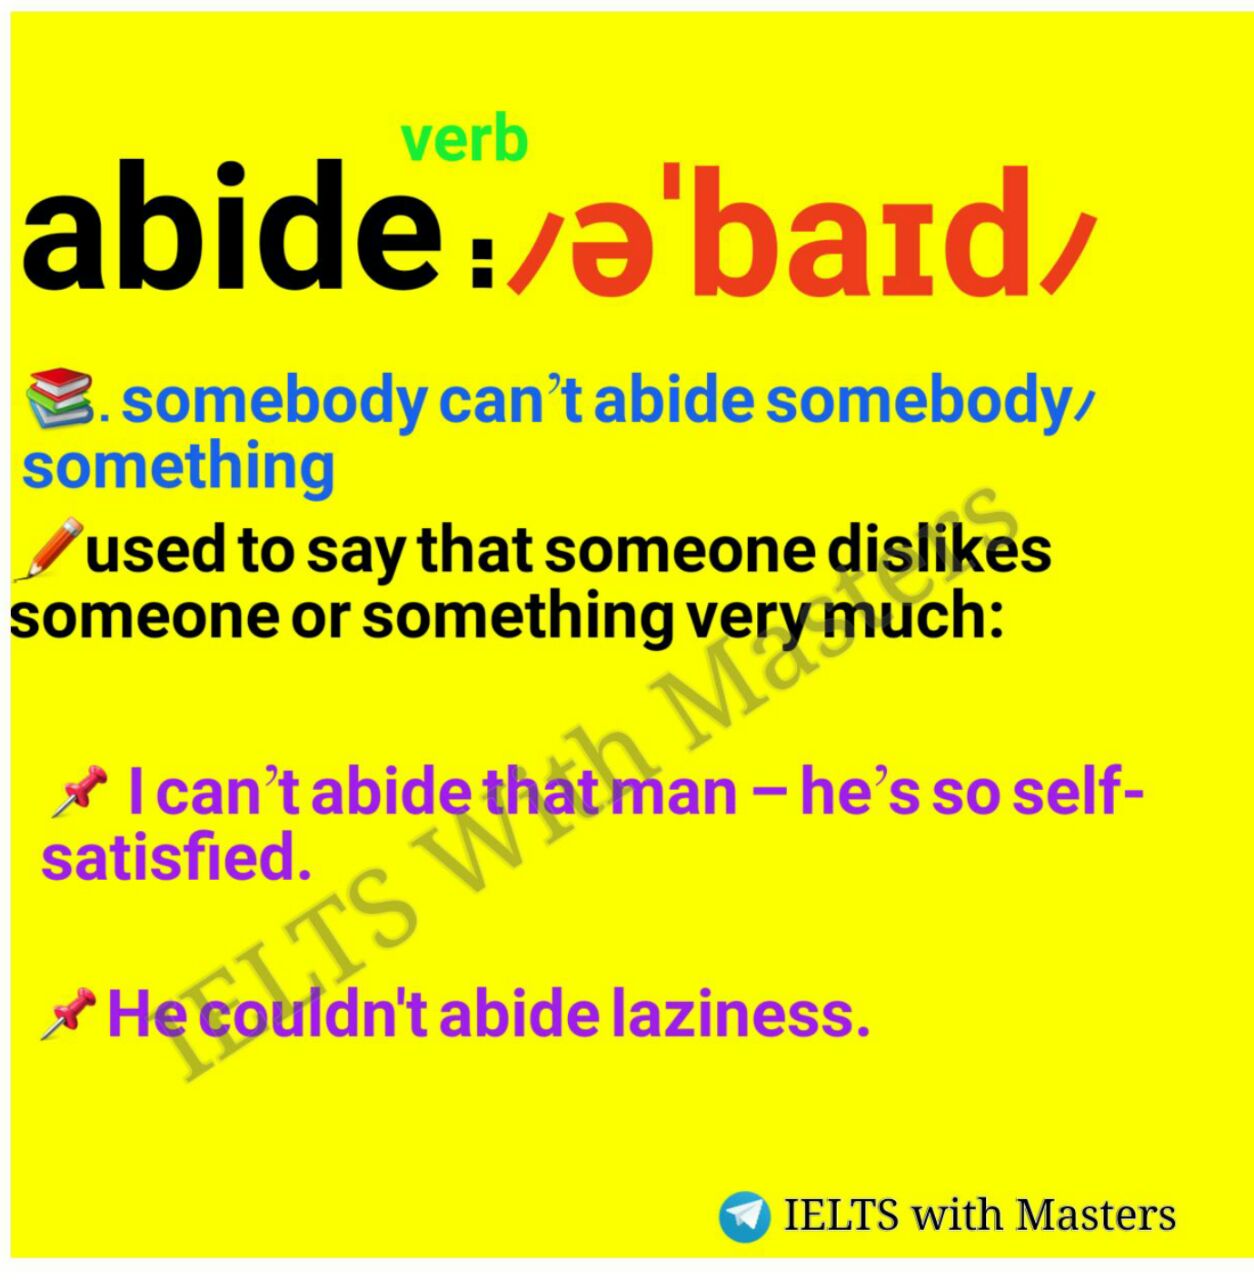 verb
abide : /əˈbaɪd/
📚. somebody can’t abide somebody/
something
✏️used to say that someone dislikes
someone or something very much:
📌 I can’t abide that man – he’s so self-
satisfied.
📌He couldn't abide laziness.
IELTS With Masters
IELTS with Masters